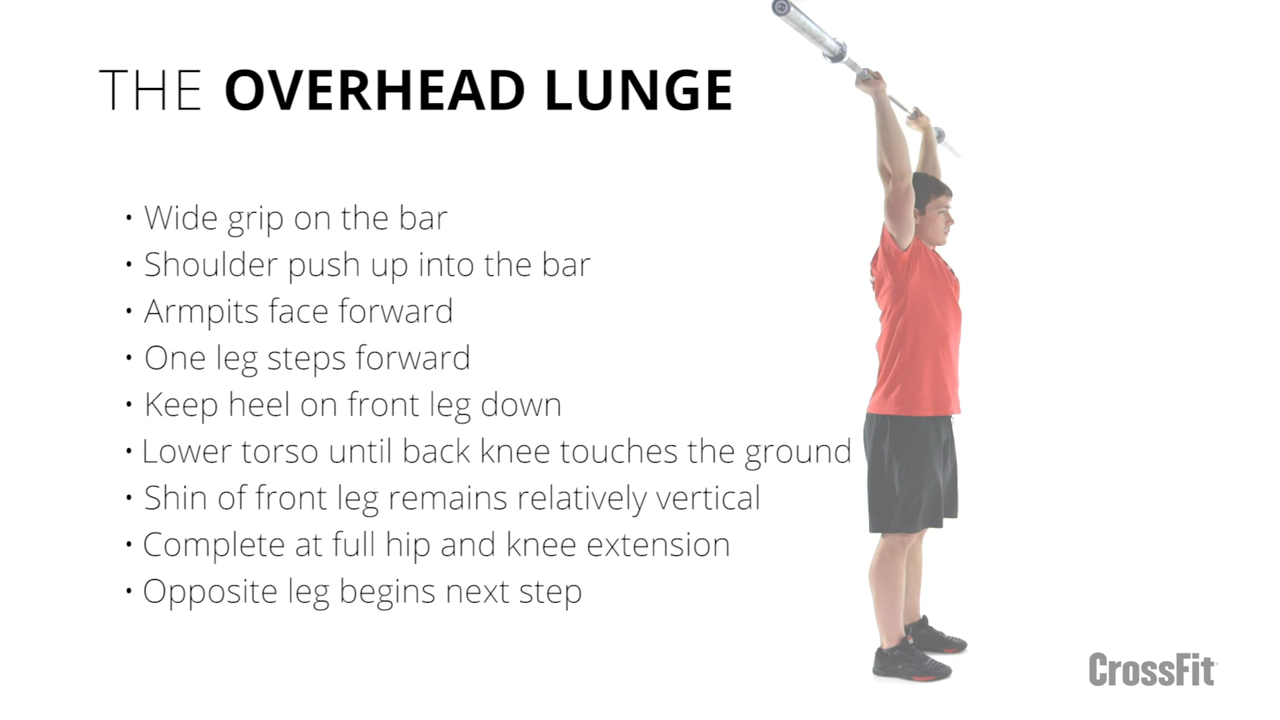 THE OVERHEAD LUNGE
• Wide grip on the bar
• Shoulder push up into the bar
• Armpits face forward
• One leg steps forward
• Keep heel on front leg down
• Lower torso until back knee touches the ground
• Shin of front leg remains relatively vertical
• Complete at full hip and knee extension
• Opposite leg begins next step
CrossFit